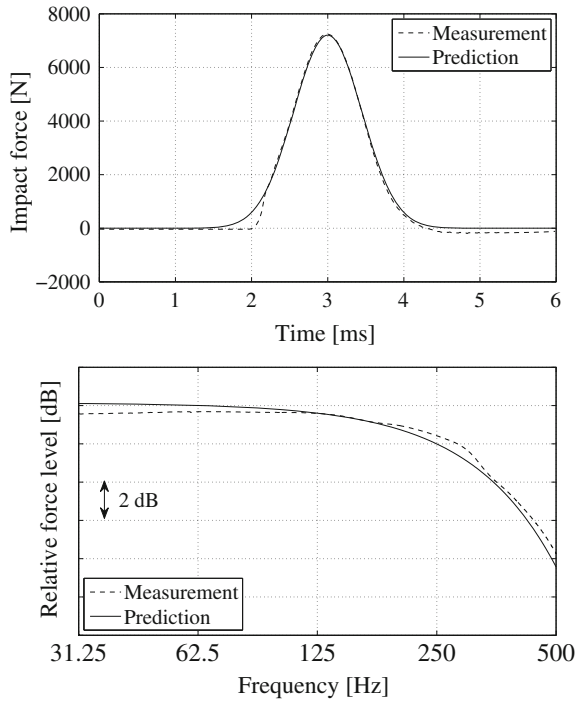 8000
6000
4000
2000
0
−2000
Impact force [N]
Measurement
Prediction
0 1 2 3 4 5 6
Time [ms]
Relative force level [dB]
2 dB
Measurement
Prediction
31.25 62.5 125 250 500
Frequency [Hz]